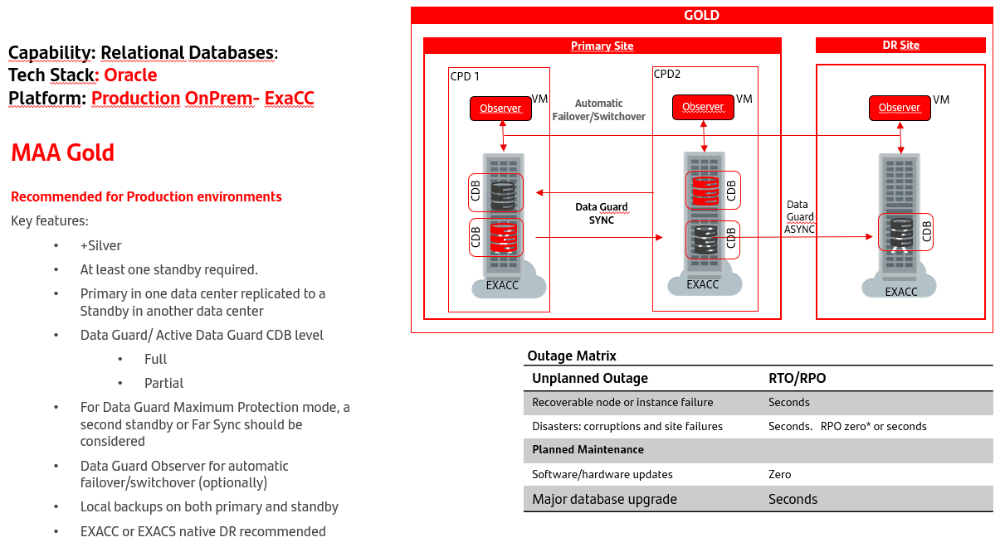 Capability: Relational Databases:
Tech Stack: Oracle
Platform: Production OnPrem- ExaCC
MAA Gold
Recommended for Production environments
Key features:
• +Silver
• At least one standby required.
• Primary in one data center replicated to a
Standby in another data center
• Data Guard/ Active Data Guard CDB level
• Full
• Partial
• For Data Guard Maximum Protection mode, a
second standby or Far Sync should be
considered
• Data Guard Observer for automatic
failover/switchover (optionally)
• Local backups on both primary and standby
• EXACC or EXACS native DR recommended
GOLD
Primary Site
CPD 1
VM
Observer
CDB
CDB
EXACC
Automatic
Failover/Switchover
Data Guard
SYNC
CPD2
VM
Observer
CDB
CDB
EXACC
Data
Guard
ASYNC
DR Site
VM
Observer
CDB
EXACC
Outage Matrix
Unplanned Outage RTO/RPO
Recoverable node or instance failure Seconds
Disasters: corruptions and site failures Seconds. RPO zero* or seconds
Planned Maintenance
Software/hardware updates Zero
Major database upgrade Seconds